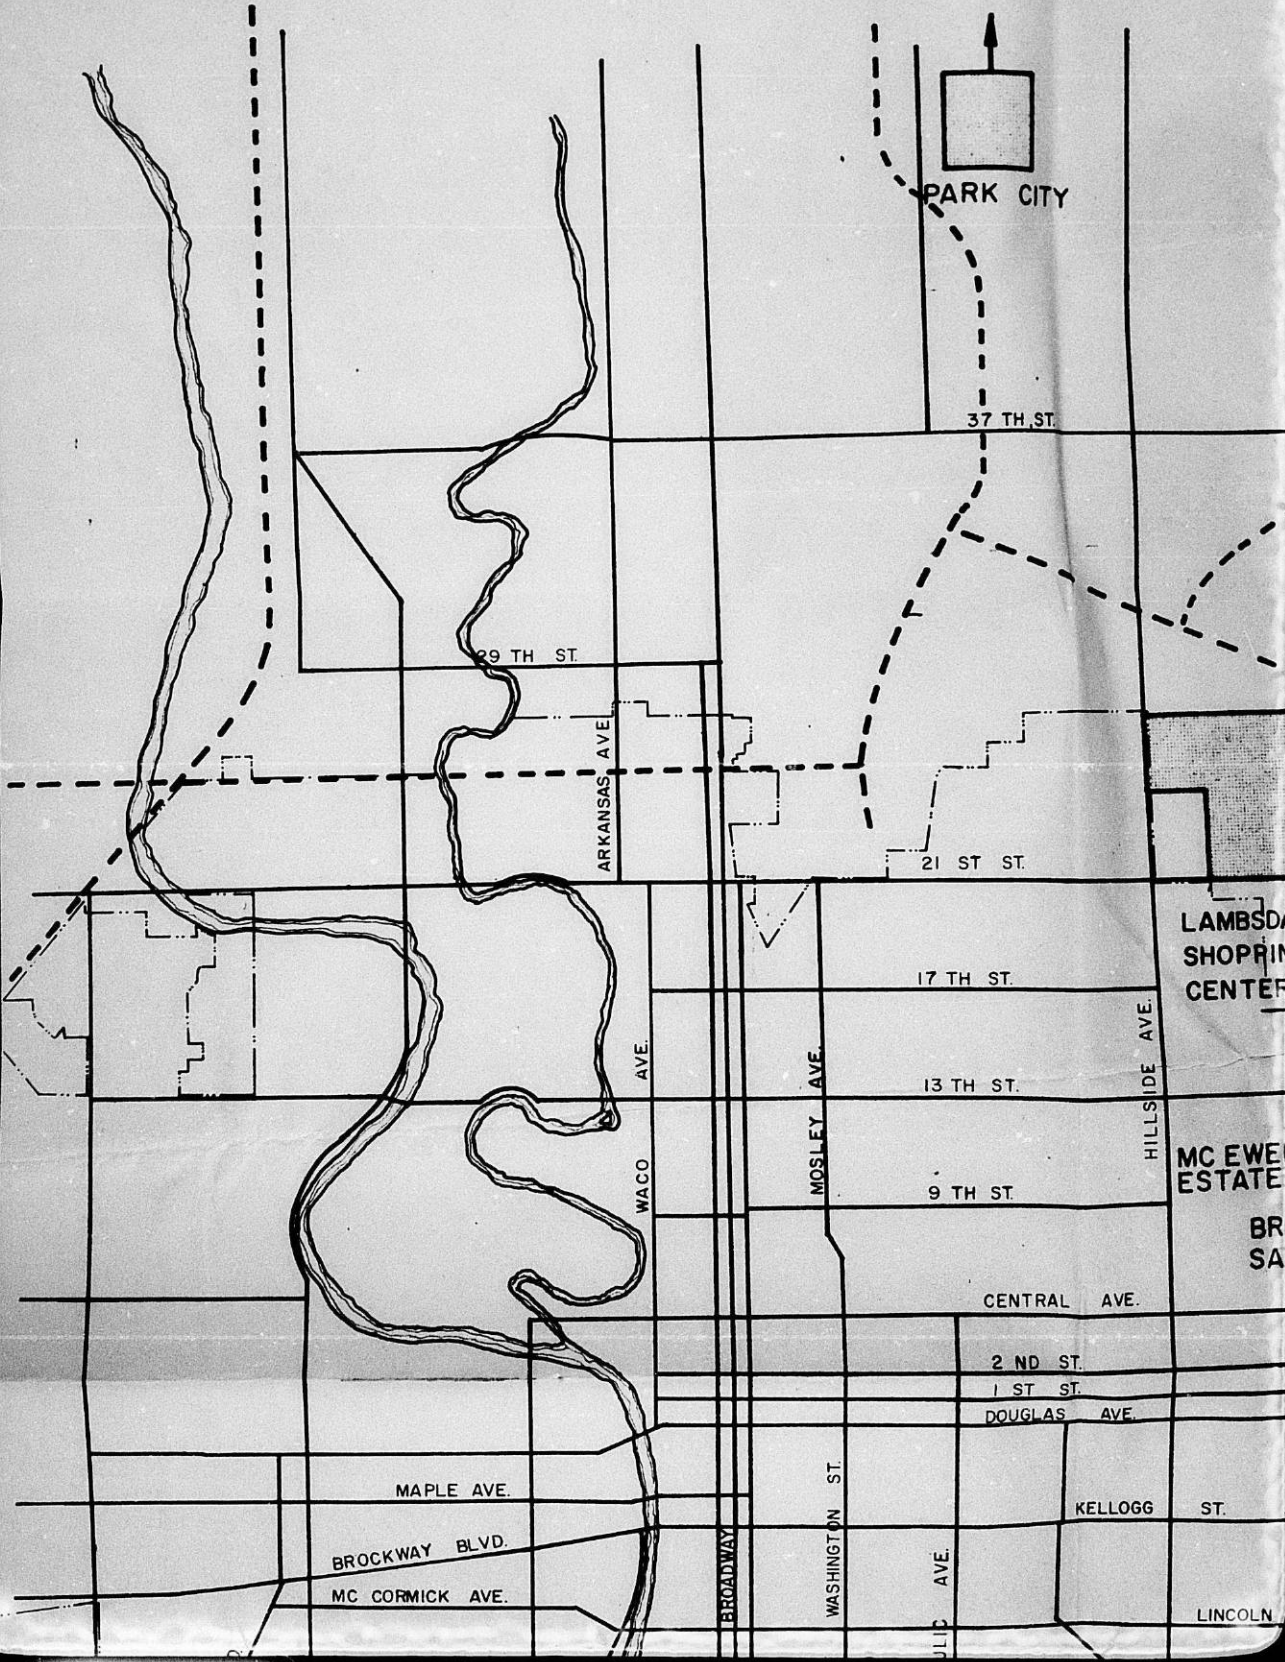 PARK CITY
37 TH ST.
29 TH ST.
ARKANSAS AVE
21 ST ST.
LAMBSDA
SHOPPIN
CENTER
17 TH ST.
HILLSIDE AVE.
WACO AVE.
MOSLEY AVE.
13 TH ST.
MC EWE
ESTATE
9 TH ST.
BR
SA
CENTRAL AVE.
2 ND ST.
1 ST ST.
DOUGLAS AVE.
MAPLE AVE.
WASHINGTON ST.
KELLOGG ST.
BROCKWAY BLVD.
BROADWAY
MC CORMICK AVE.
ULIC AVE.
LINCOLN